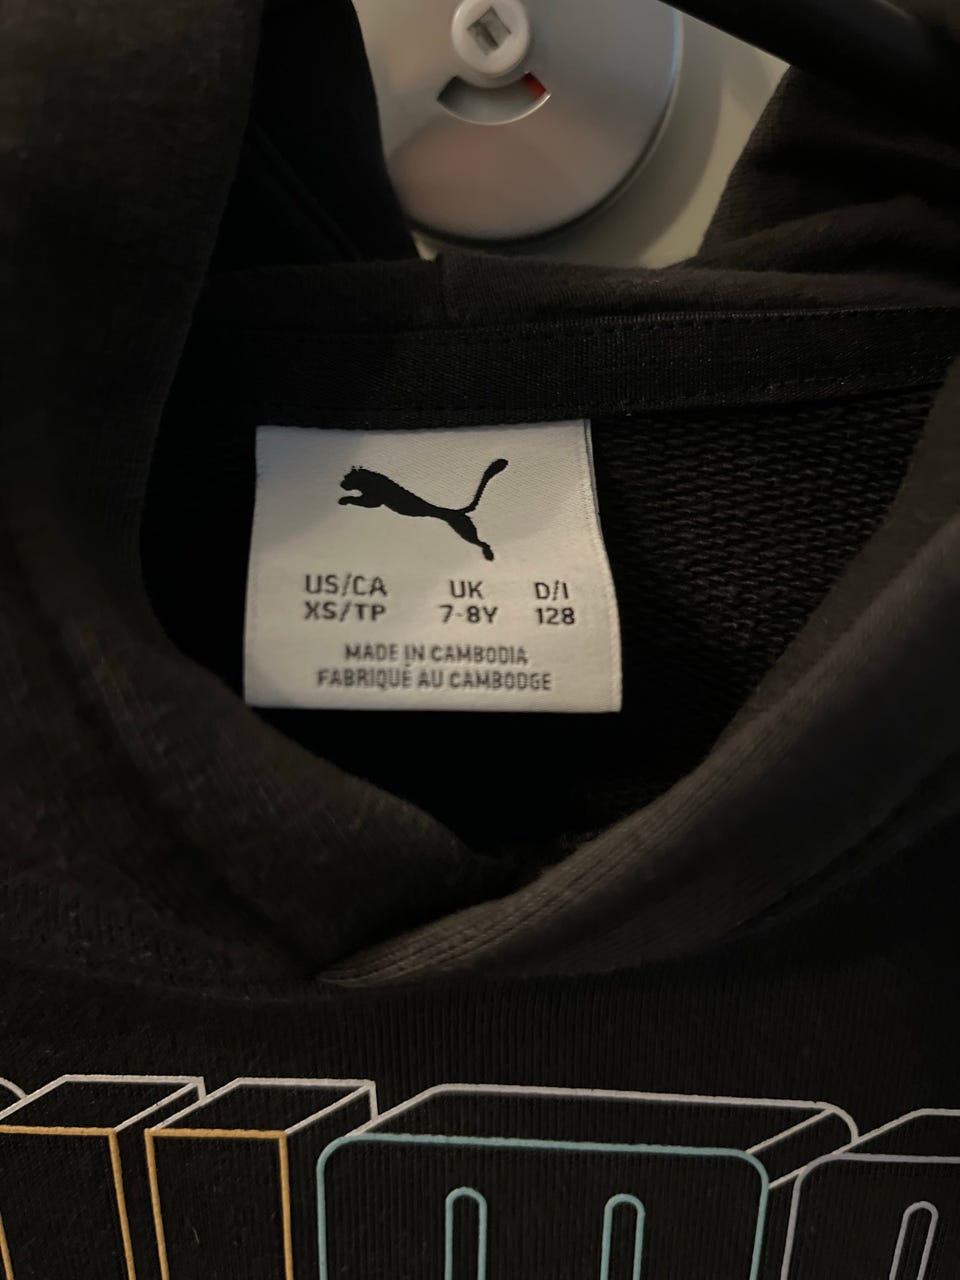 US/CA UK D/I
XS/TP 7-8Y 128
MADE IN CAMBODIA
FABRIQUÉ AU CAMBODGE